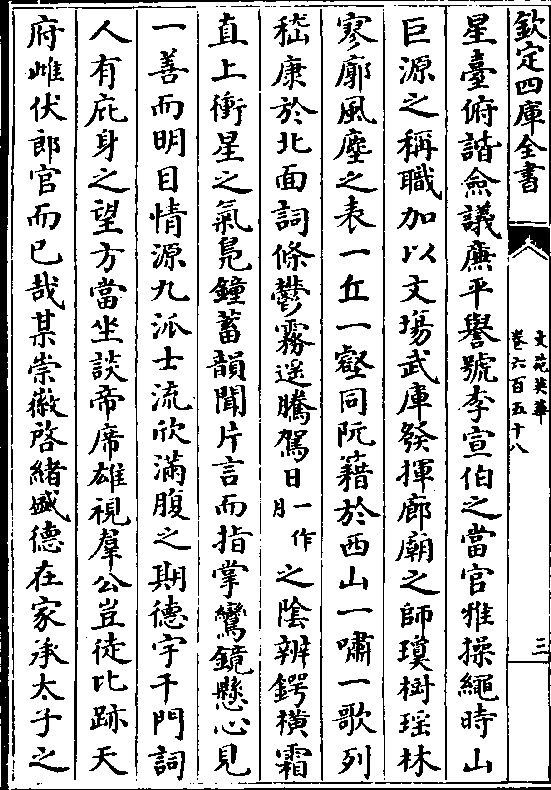 欽定四庫全書
文苑英華
卷六百五十八
三
星臺俯諧僉議廉平譽號李宣伯之當官雅操繩時山
巨源之稱職加以文塲武庫發揮廊廟之師瓊樹瑶林
寥廓風塵之表一丘一壑同阮籍於西山一嘯一歌列
嵇康於北面詞條鬱霧遥騰駕日一作月之陰辨鍔横霜
直上衝星之氣鳬鐘蓄韻聞片言而指掌鸞鏡懸心見
一善而明目情源九派士流欣滿腹之期德宇千門詞
人有庇身之望方當坐談帝席雄視羣公豈徒比跡天
府雌伏郎官而已哉某崇徽啓緒盛德在家承太子之